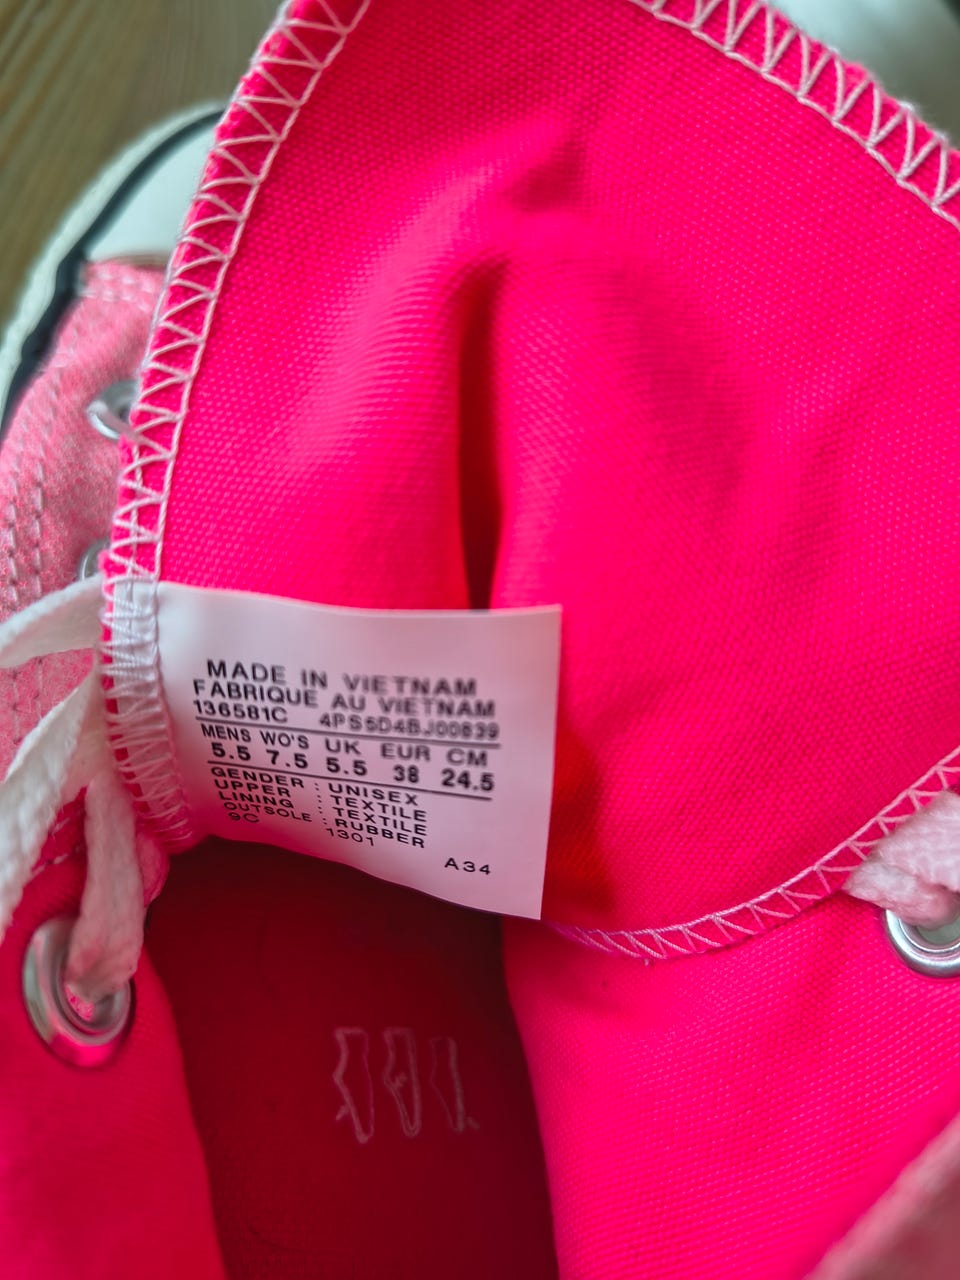 MADE IN VIETNAM
FABRIQUE AU VIETNAM
136581C 4PS5D4BJ00839
MENS WO'S UK EUR CM
5.5 7.5 5.5 38 24.5
GENDER : UNISEX
UPPER : TEXTILE
LINING : TEXTILE
OUTSOLE : RUBBER
9C 1301
A34